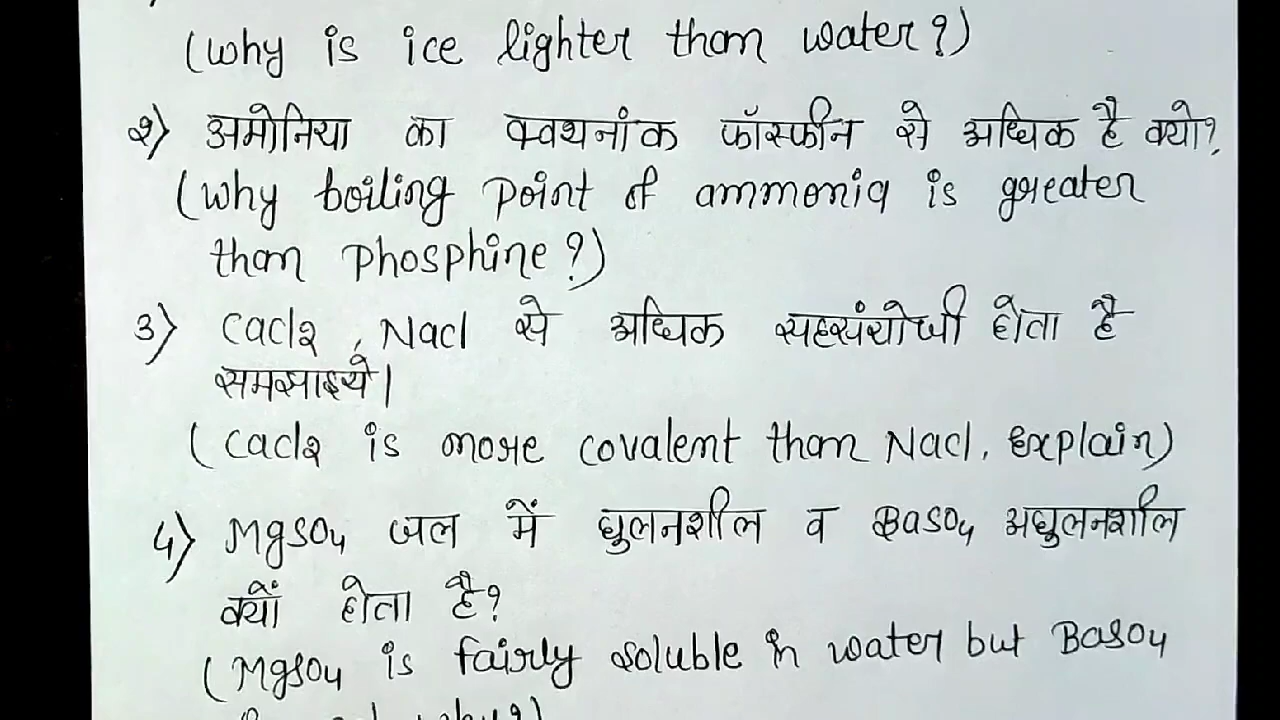 (Why is ice lighter than water?)
2) अमोनिया का क्वथनांक फॉस्फीन से अधिक है क्यो?
(Why boiling point of ammonia is greater
than phosphine?)
3) Cacl2, Nacl से अधिक सहसंयोजी होता है
समझाइये।
(Cacl2 is more covalent than Nacl. Explain)
4) MgSO4 जल में घुलनशील व BaSO4 अघुलनशील
क्यों होता है?
(MgSO4 is fairly soluble in water but BaSO4
why?)